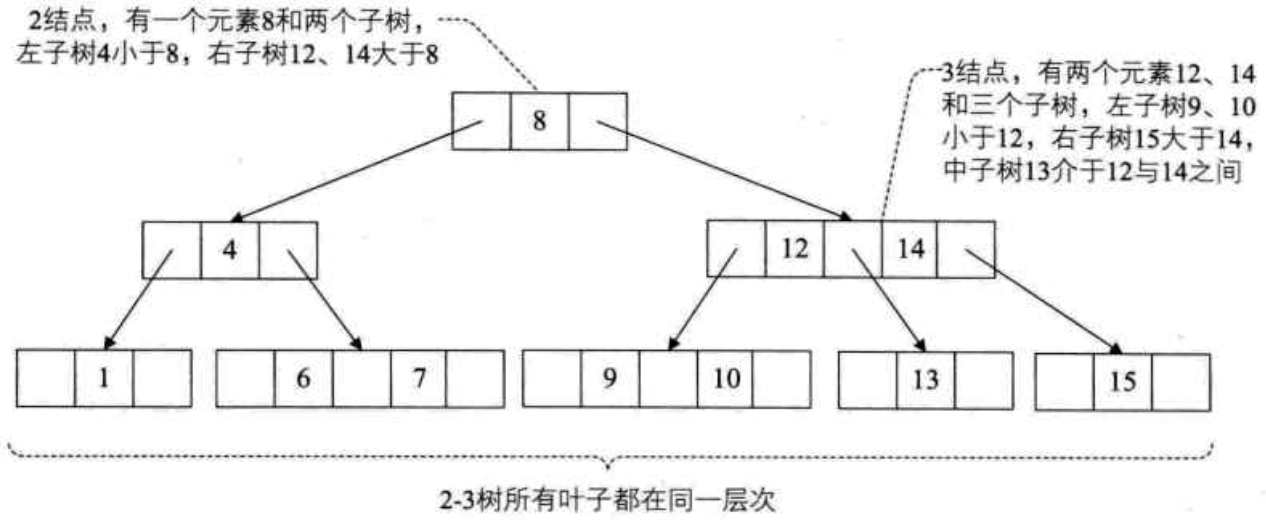 2结点，有一个元素8和两个子树，
左子树4小于8，右子树12、14大于8
3结点，有两个元素12、14
和三个子树，左子树9、10
小于12，右子树15大于14，
中子树13介于12与14之间
8
4
12 14
1
6 7
9 10
13
15
2-3树所有叶子都在同一层次